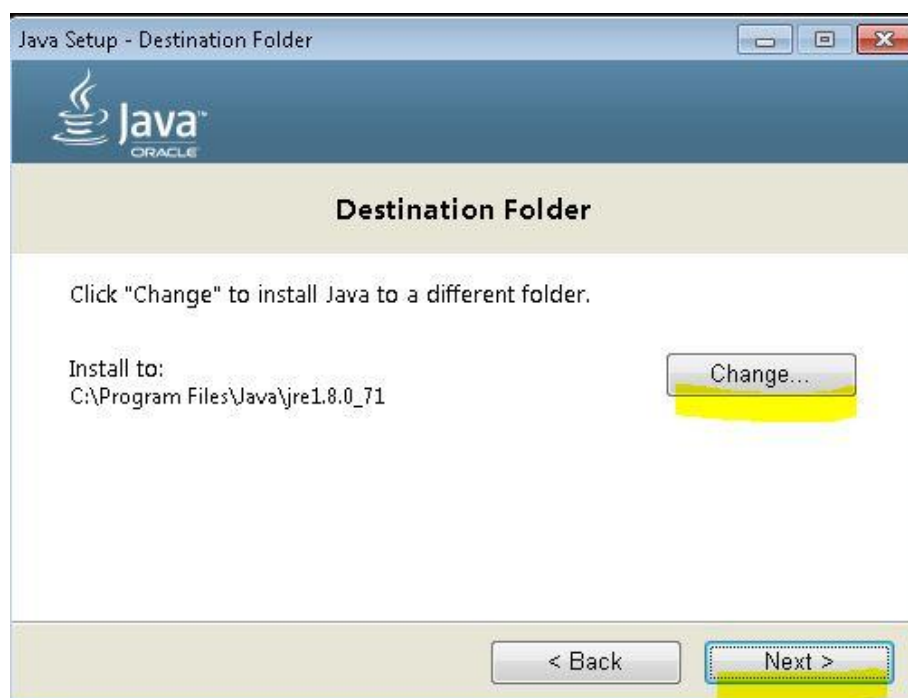 Java Setup - Destination Folder
Java™
ORACLE
Destination Folder
Click "Change" to install Java to a different folder.
Install to:
C:\Program Files\Java\jre1.8.0_71
Change...
< Back
Next >